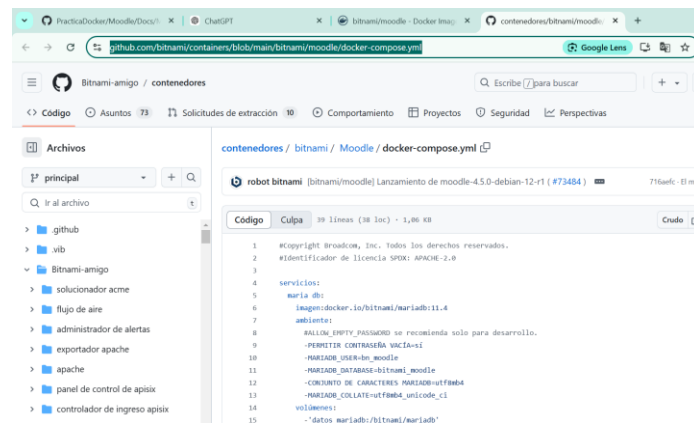 PracticaDocker/Moodle/Docs/
ChatGPT
bitnami/moodle - Docker Imag
contenedores/bitnami/moodle/
github.com/bitnami/containers/blob/main/bitnami/moodle/docker-compose.yml
Google Lens
Bitnami-amigo / contenedores
Escribe / para buscar
Código
Asuntos 73
Solicitudes de extracción 10
Comportamiento
Proyectos
Seguridad
Perspectivas
Archivos
contenedores / bitnami / Moodle / docker-compose.yml
principal
robot bitnami [bitnami/moodle] Lanzamiento de moodle-4.5.0-debian-12-r1 ( #73484 )
716aefc · El m
Ir al archivo
t
Código
Culpa
39 líneas (38 loc) · 1,06 KB
Crudo
.github
.vib
Bitnami-amigo
solucionador acme
flujo de aire
administrador de alertas
exportador apache
apache
panel de control de apisix
controlador de ingreso apisix
1 #Copyright Broadcom, Inc. Todos los derechos reservados.
2 #Identificador de licencia SPDX: APACHE-2.0
3
4 servicios:
5 maria db:
6 imagen:docker.io/bitnami/mariadb:11.4
7 ambiente:
8 #ALLOW_EMPTY_PASSWORD se recomienda solo para desarrollo.
9 -PERMITIR CONTRASEÑA VACÍA=sí
10 -MARIADB_USER=bn_moodle
11 -MARIADB_DATABASE=bitnami_moodle
12 -CONJUNTO DE CARACTERES MARIADB=utf8mb4
13 -MARIADB_COLLATE=utf8mb4_unicode_ci
14 volúmenes:
15 -'datos mariadb:/bitnami/mariadb'